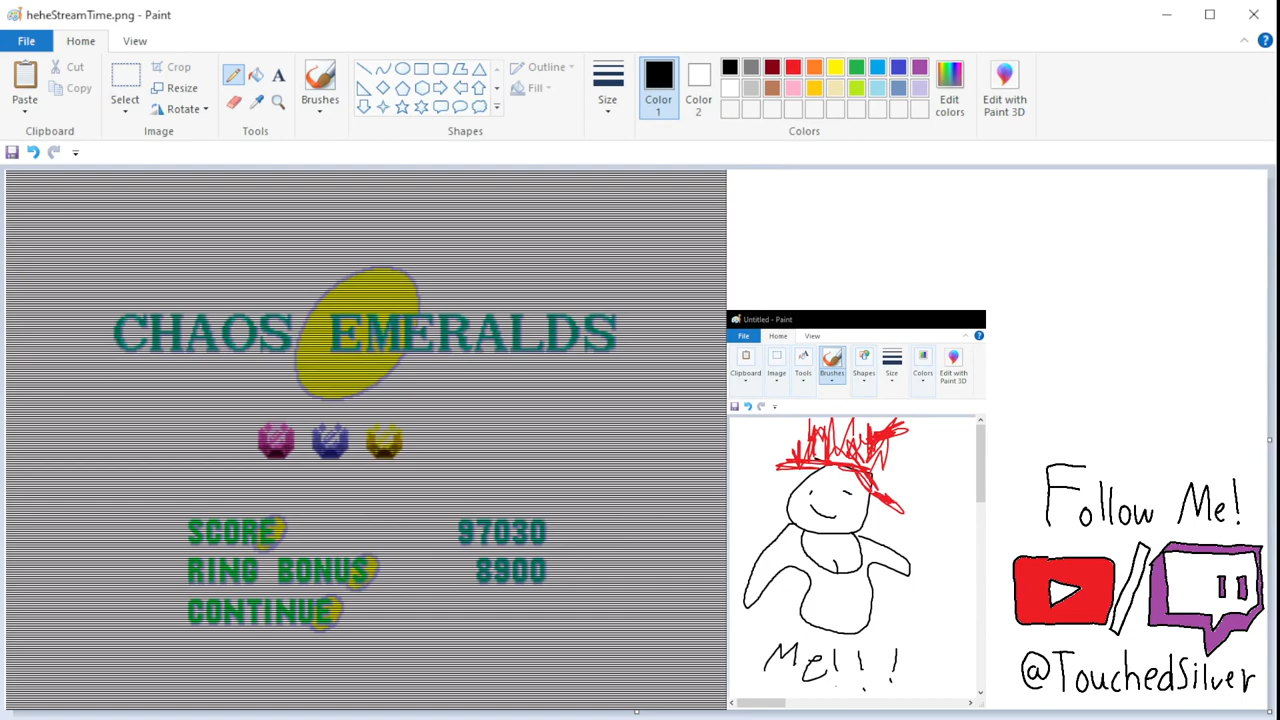 heheStreamTime.png - Paint
File Home View
Paste
Cut
Copy
Clipboard
Select
Crop
Resize
Rotate
Image
A
Tools
Brushes
Outline
Fill
Shapes
Size
Color 1
Color 2
Edit colors
Colors
Edit with Paint 3D
CHAOS EMERALDS
SCORE 97030
RING BONUS 8900
CONTINUE
Untitled - Paint
File Home View
Clipboard Image Tools Brushes Shapes Size Colors Edit with
Paint 3D
Me!!!
Follow Me!
@TouchedSilver